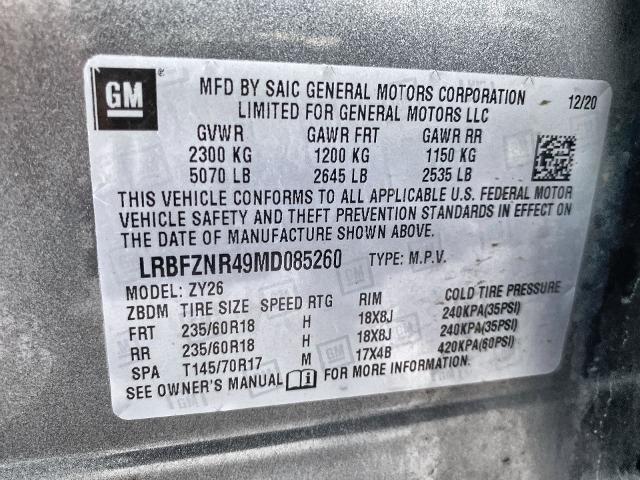 GM
MFD BY SAIC GENERAL MOTORS CORPORATION 12/20
LIMITED FOR GENERAL MOTORS LLC
GVWR GAWR FRT GAWR RR
2300 KG 1200 KG 1150 KG
5070 LB 2645 LB 2535 LB
THIS VEHICLE CONFORMS TO ALL APPLICABLE U.S. FEDERAL MOTOR
VEHICLE SAFETY AND THEFT PREVENTION STANDARDS IN EFFECT ON
THE DATE OF MANUFACTURE SHOWN ABOVE.
LRBFZNR49MD085260 TYPE: M.P.V.
MODEL: ZY26
ZBDM TIRE SIZE SPEED RTG RIM COLD TIRE PRESSURE
FRT 235/60R18 H 18X8J 240KPA(35PSI)
RR 235/60R18 H 18X8J 240KPA(35PSI)
SPA T145/70R17 M 17X4B 420KPA(60PSI)
SEE OWNER'S MANUAL FOR MORE INFORMATION